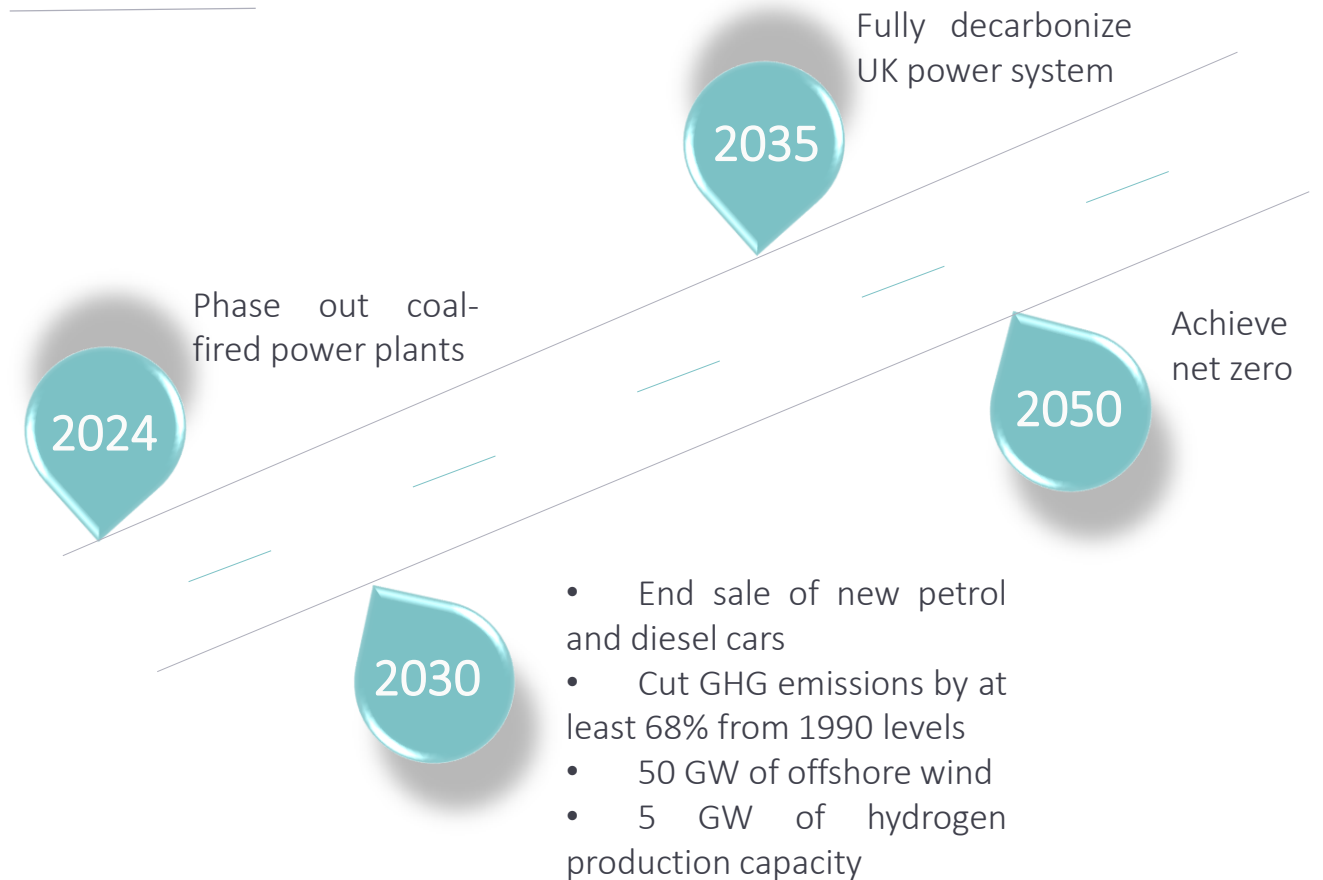 2024
Phase out coal-
fired power plants
2030
• End sale of new petrol
and diesel cars
• Cut GHG emissions by at
least 68% from 1990 levels
• 50 GW of offshore wind
• 5 GW of hydrogen
production capacity
2035
Fully decarbonize
UK power system
2050
Achieve
net zero